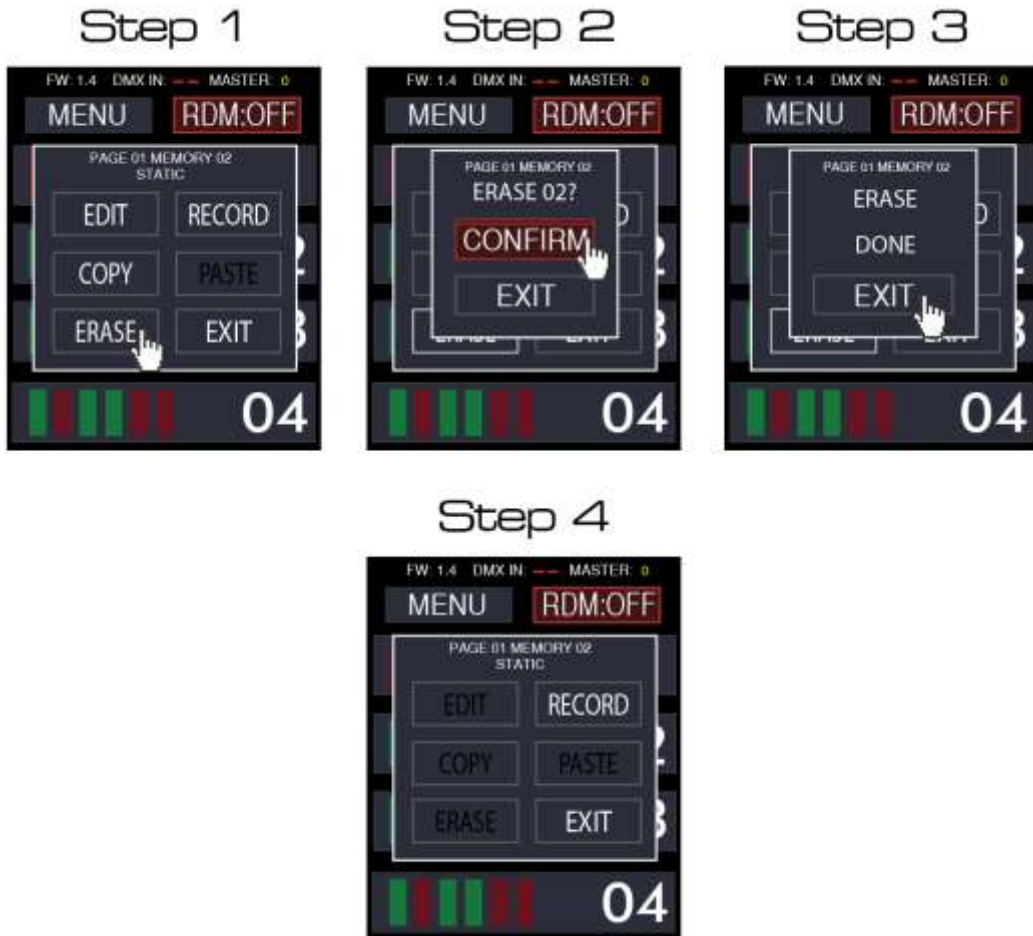 Step 1
FW: 1.4 DMX IN: -- MASTER: 0
MENU RDM:OFF
PAGE 01 MEMORY 02
STATIC
EDIT RECORD
COPY PASTE
ERASE EXIT
04
Step 2
FW: 1.4 DMX IN: -- MASTER: 0
MENU RDM:OFF
PAGE 01 MEMORY 02
ERASE 02?
CONFIRM
EXIT
04
Step 3
FW: 1.4 DMX IN: -- MASTER: 0
MENU RDM:OFF
PAGE 01 MEMORY 02
ERASE
DONE
EXIT
04
Step 4
FW: 1.4 DMX IN: -- MASTER: 0
MENU RDM:OFF
PAGE 01 MEMORY 02
STATIC
EDIT RECORD
COPY PASTE
ERASE EXIT
04